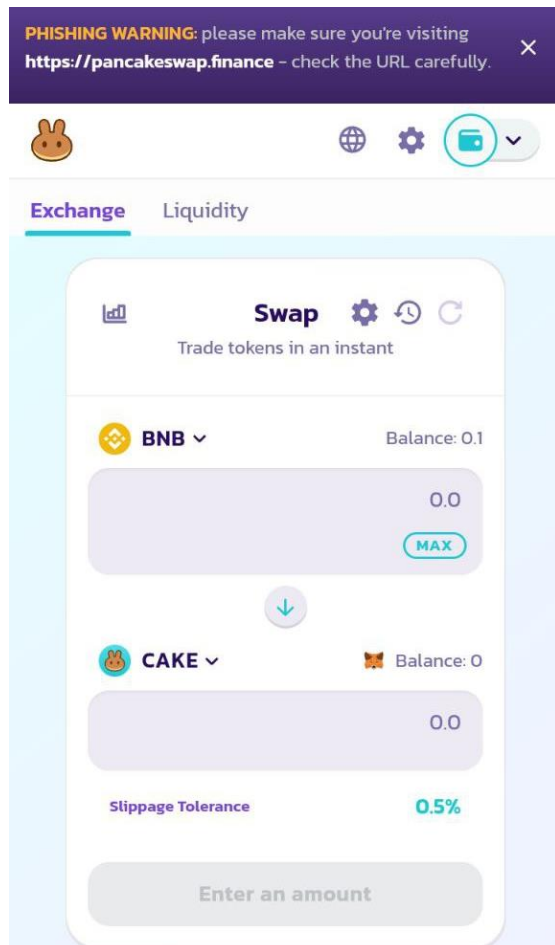 PHISHING WARNING: please make sure you're visiting
https://pancakeswap.finance - check the URL carefully.
Exchange Liquidity
Swap
Trade tokens in an instant
BNB Balance: 0.1
0.0
MAX
CAKE Balance: 0
0.0
Slippage Tolerance 0.5%
Enter an amount